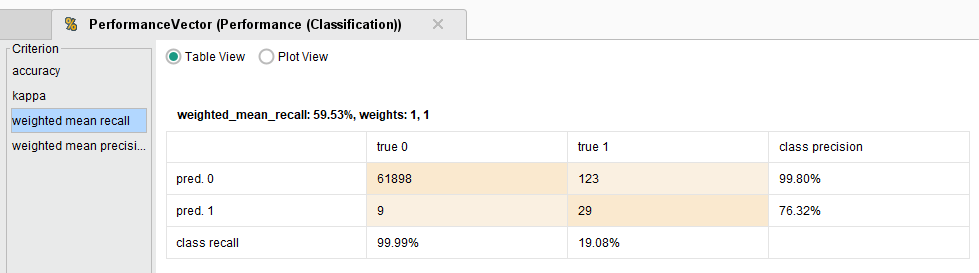 PerformanceVector (Performance (Classification))
Criterion
accuracy
kappa
weighted mean recall
weighted mean precisi...
Table View Plot View
weighted_mean_recall: 59.53%, weights: 1, 1
true 0 true 1 class precision
pred. 0 61898 123 99.80%
pred. 1 9 29 76.32%
class recall 99.99% 19.08%